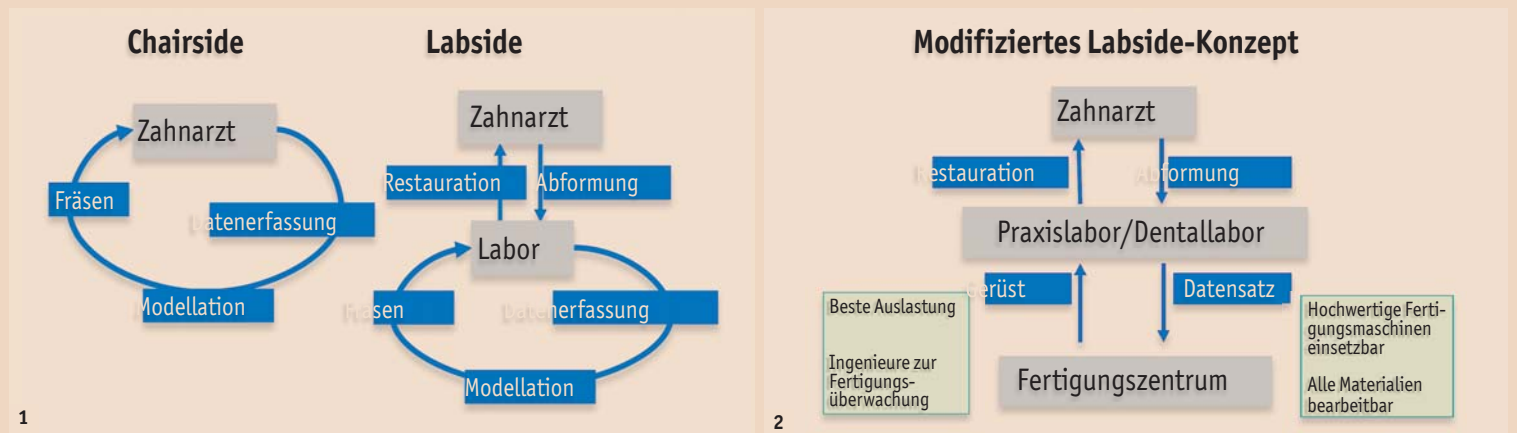 Chairside
Zahnarzt
Fräsen
Datenerfassung
Modellation
Labside
Zahnarzt
Restauration
Abformung
Labor
Fräsen
Datenerfassung
Modellation
1
Modifiziertes Labside-Konzept
Zahnarzt
Restauration
Abformung
Praxislabor/Dentallabor
Gerüst
Datensatz
Beste Auslastung
Ingenieure zur
Fertigungs-
überwachung
Fertigungszentrum
Hochwertige Ferti-
gungsmaschinen
einsetzbar
Alle Materialien
bearbeitbar
2